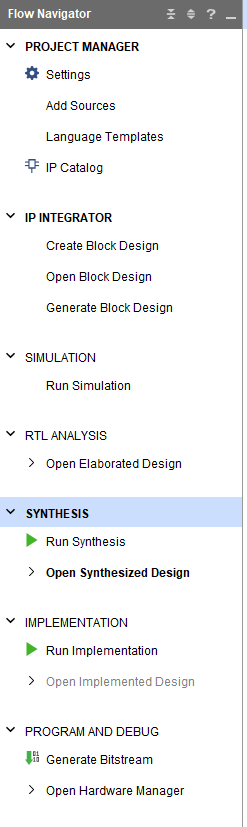 Flow Navigator
PROJECT MANAGER
Settings
Add Sources
Language Templates
IP Catalog
IP INTEGRATOR
Create Block Design
Open Block Design
Generate Block Design
SIMULATION
Run Simulation
RTL ANALYSIS
Open Elaborated Design
SYNTHESIS
Run Synthesis
Open Synthesized Design
IMPLEMENTATION
Run Implementation
Open Implemented Design
PROGRAM AND DEBUG
Generate Bitstream
Open Hardware Manager